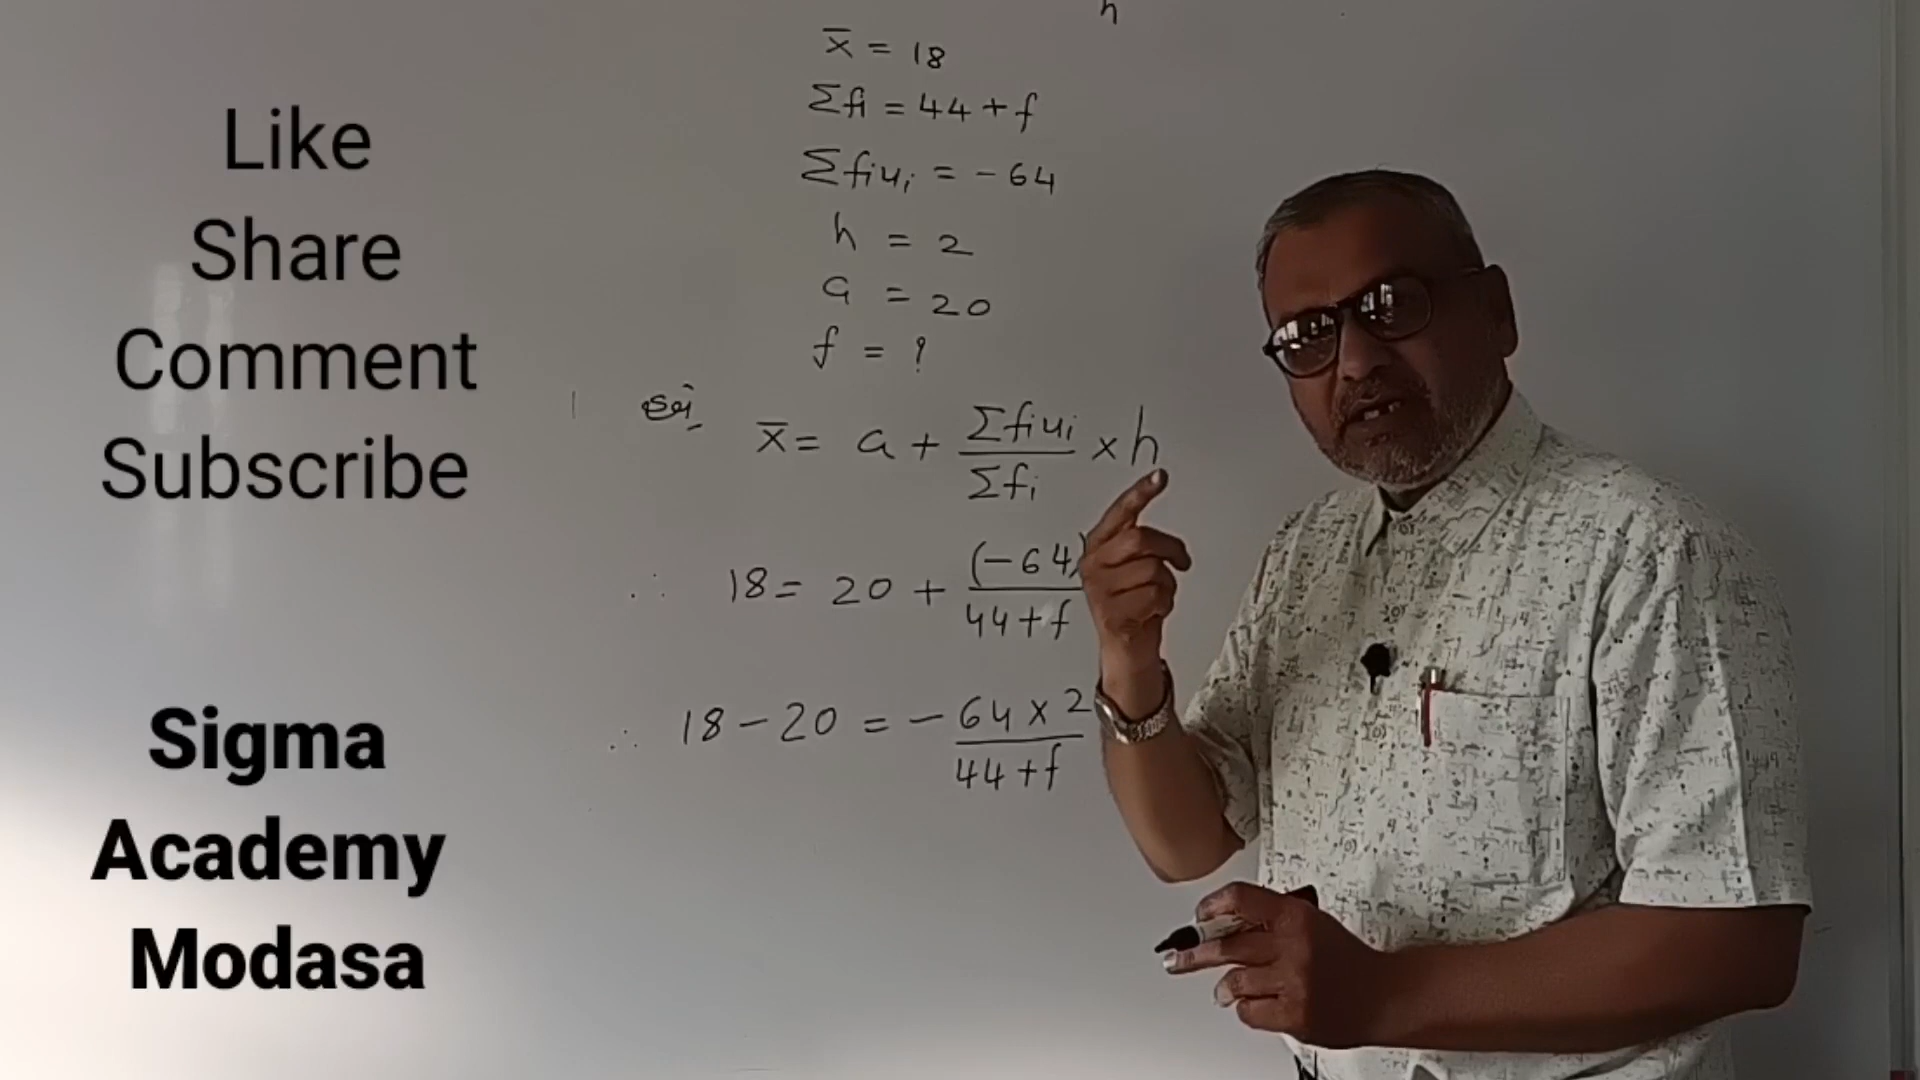 Like
Share
Comment
Subscribe
Sigma
Academy
Modasa
h
x̄ = 18
Σfi = 44 + f
Σfiui = - 64
h = 2
a = 20
f = ?
હવે, x̄ = a + Σfiui / Σfi × h
∴ 18 = 20 + (-64) / 44 + f
∴ 18 - 20 = - 64 × 2 / 44 + f